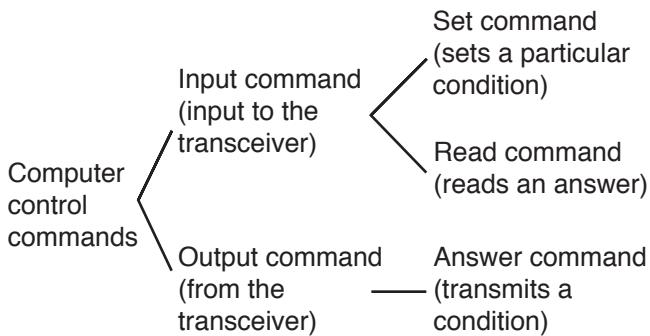 Computer
control
commands
Input command
(input to the
transceiver)
Set command
(sets a particular
condition)
Read command
(reads an answer)
Output command
(from the
transceiver)
Answer command
(transmits a
condition)